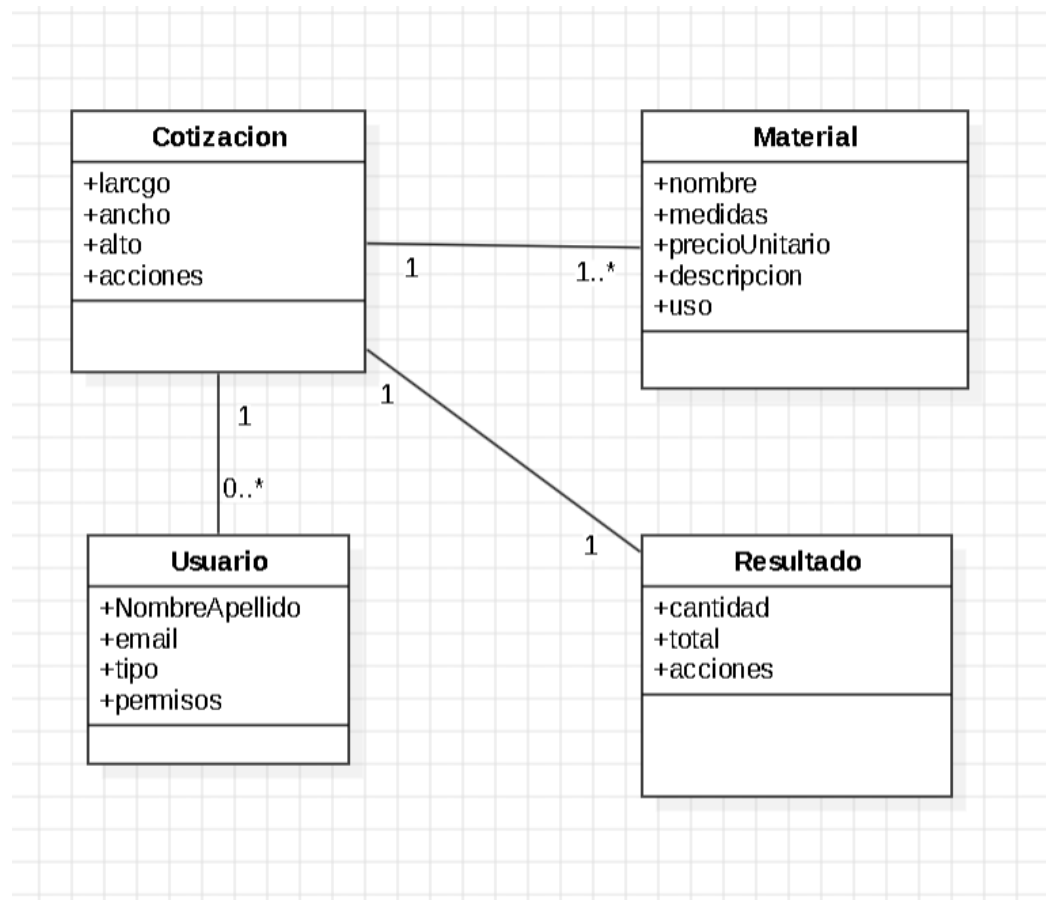 Cotizacion
+larcgo
+ancho
+alto
+acciones
Material
+nombre
+medidas
+precioUnitario
+descripcion
+uso
1
1..*
1
1
0..*
1
Usuario
+NombreApellido
+email
+tipo
+permisos
Resultado
+cantidad
+total
+acciones